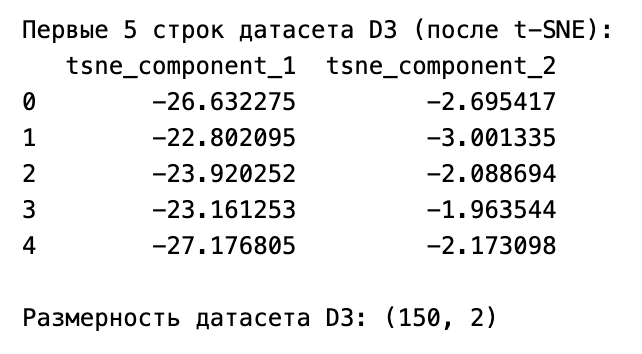 Первые 5 строк датасета D3 (после t-SNE):
tsne_component_1 tsne_component_2
0 -26.632275 -2.695417
1 -22.802095 -3.001335
2 -23.920252 -2.088694
3 -23.161253 -1.963544
4 -27.176805 -2.173098
Размерность датасета D3: (150, 2)